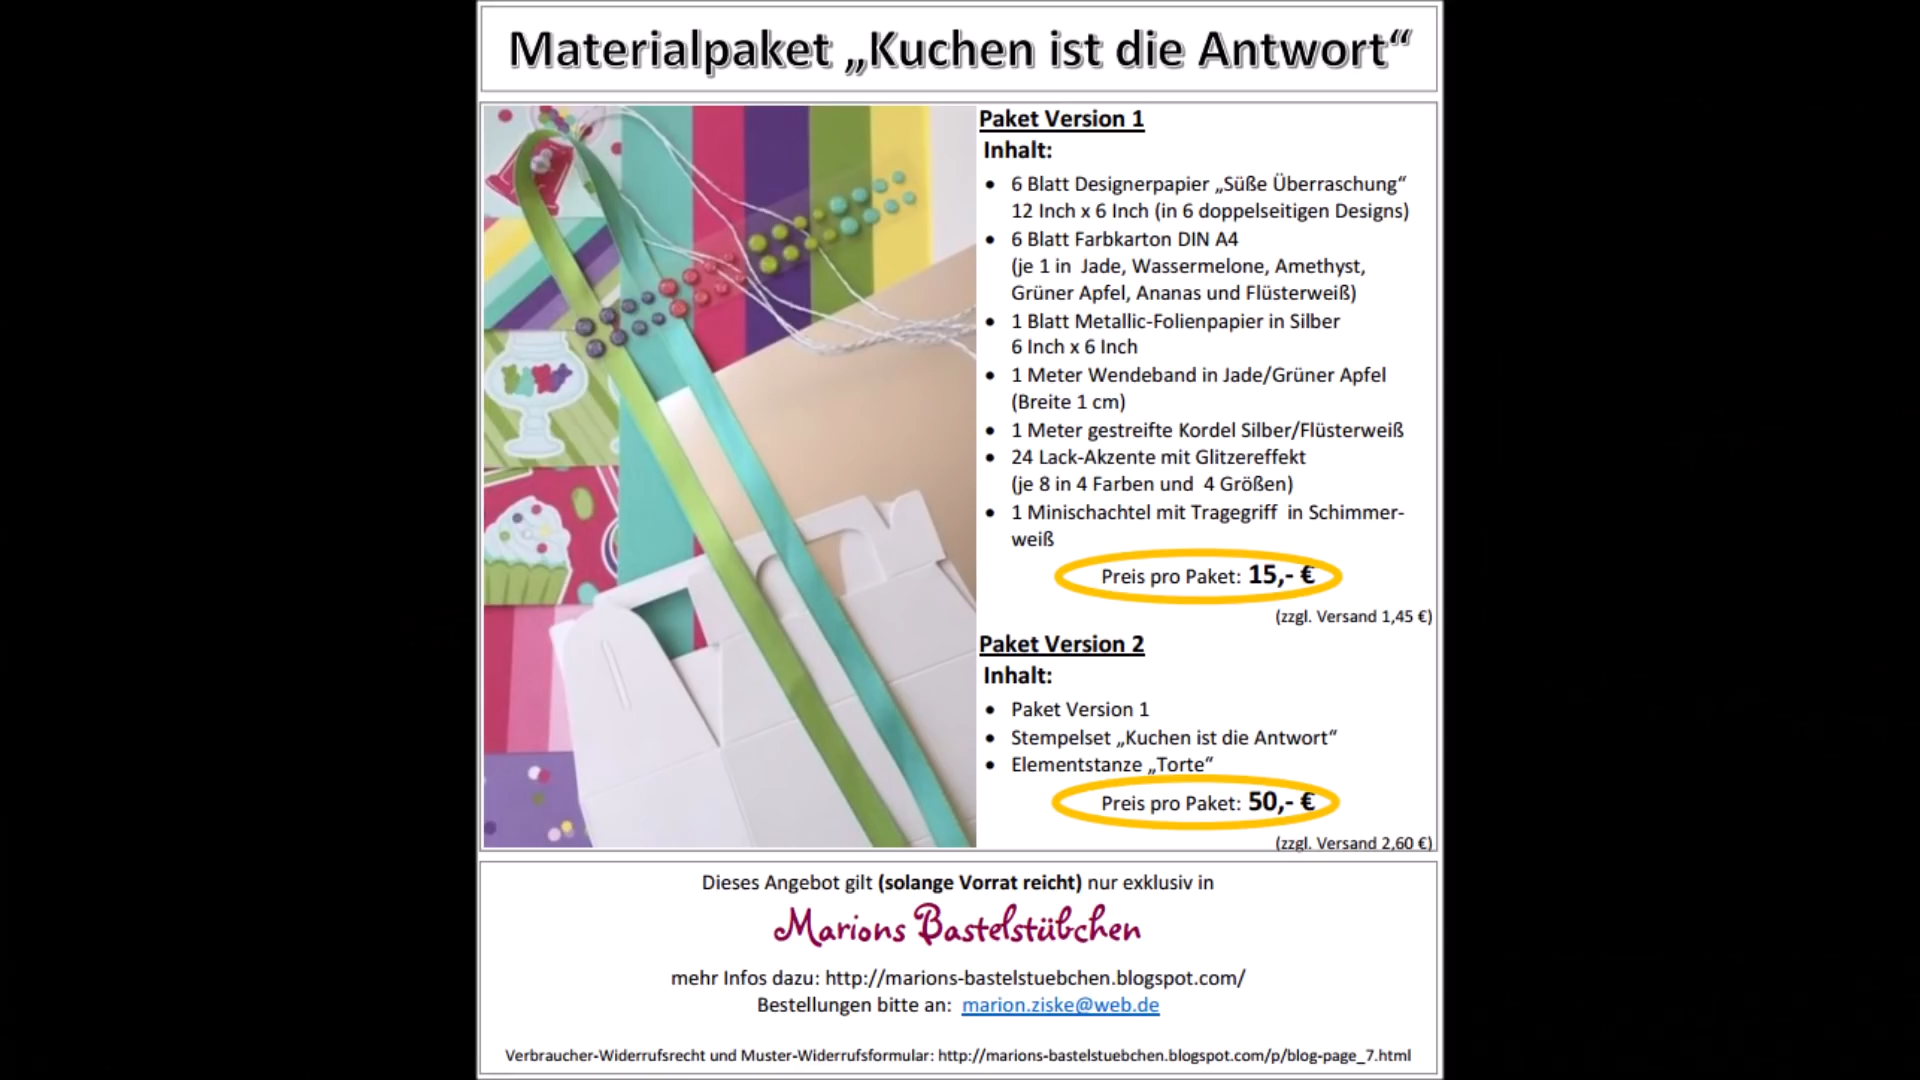 Materialpaket „Kuchen ist die Antwort“
Paket Version 1
Inhalt:
• 6 Blatt Designerpapier „Süße Überraschung“
12 Inch x 6 Inch (in 6 doppelseitigen Designs)
• 6 Blatt Farbkarton DIN A4
(je 1 in Jade, Wassermelone, Amethyst,
Grüner Apfel, Ananas und Flüsterweiß)
• 1 Blatt Metallic-Folienpapier in Silber
6 Inch x 6 Inch
• 1 Meter Wendeband in Jade/Grüner Apfel
(Breite 1 cm)
• 1 Meter gestreifte Kordel Silber/Flüsterweiß
• 24 Lack-Akzente mit Glitzereffekt
(je 8 in 4 Farben und 4 Größen)
• 1 Minischachtel mit Tragegriff in Schimmer-
weiß
Preis pro Paket: 15,- €
(zzgl. Versand 1,45 €)
Paket Version 2
Inhalt:
• Paket Version 1
• Stempelset „Kuchen ist die Antwort“
• Elementstanze „Torte“
Preis pro Paket: 50,- €
(zzgl. Versand 2,60 €)
Dieses Angebot gilt (solange Vorrat reicht) nur exklusiv in
Marions Bastelstübchen
mehr Infos dazu: http://marions-bastelstuebchen.blogspot.com/
Bestellungen bitte an: marion.ziske@web.de
Verbraucher-Widerrufsrecht und Muster-Widerrufsformular: http://marions-bastelstuebchen.blogspot.com/p/blog-page_7.html